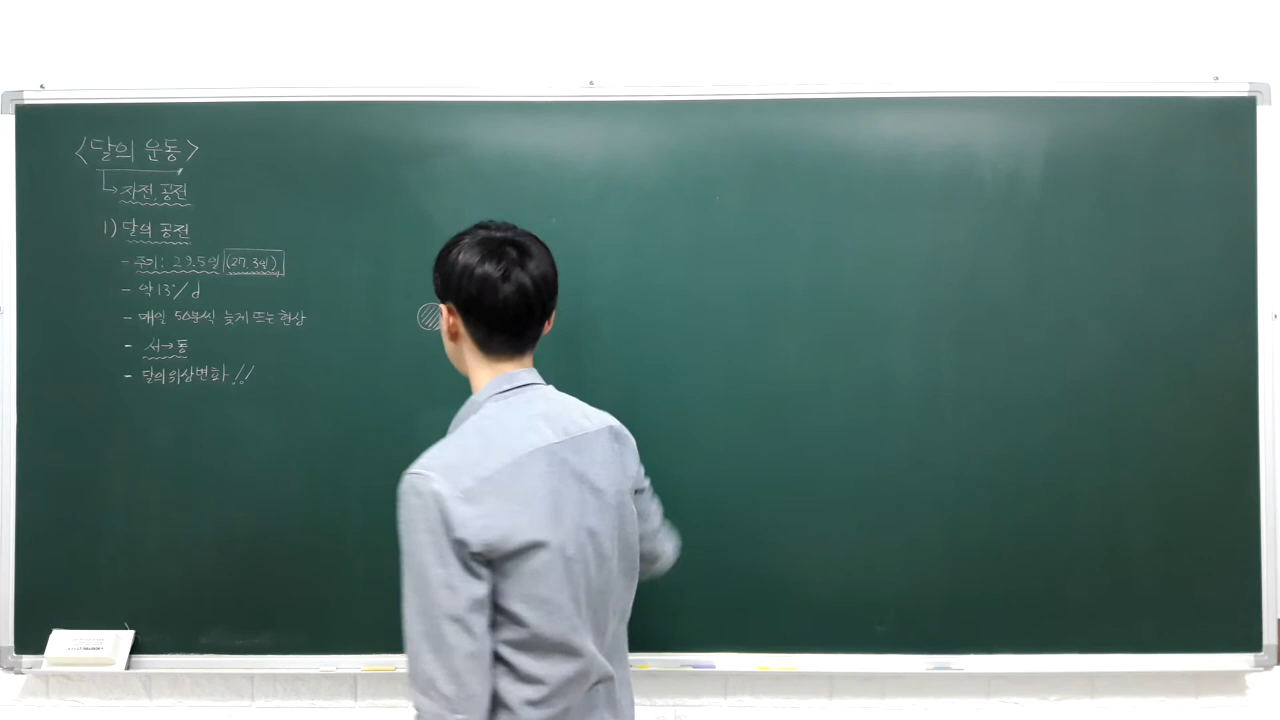 <달의 운동>
자전, 공전
1) 달의 공전
- 주기: 29.5일 (27.3일)
- 약 13°/d
- 매일 50분씩 늦게 뜨는 현상
- 서→동
- 달의 위상변화!!